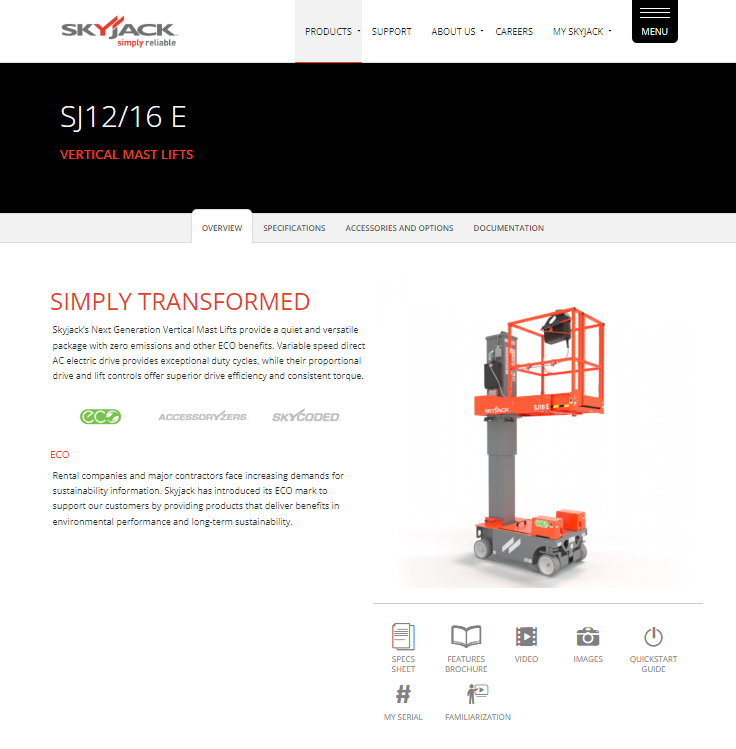 SKYJACK
simply reliable
PRODUCTS
SUPPORT
ABOUT US
CAREERS
MY SKYJACK
MENU
SJ12/16 E
VERTICAL MAST LIFTS
OVERVIEW
SPECIFICATIONS
ACCESSORIES AND OPTIONS
DOCUMENTATION
SIMPLY TRANSFORMED
Skyjack's Next Generation Vertical Mast Lifts provide a quiet and versatile
package with zero emissions and other ECO benefits. Variable speed direct
AC electric drive provides exceptional duty cycles, while their proportional
drive and lift controls offer superior drive efficiency and consistent torque.
eco
ACCESSORYZERS
SKYCODED
ECO
Rental companies and major contractors face increasing demands for
sustainability information. Skyjack has introduced its ECO mark to
support our customers by providing products that deliver benefits in
environmental performance and long-term sustainability.
SKYJACK
SJ16 E
SPECS
SHEET
FEATURES
BROCHURE
VIDEO
IMAGES
QUICKSTART
GUIDE
#
MY SERIAL
FAMILIARIZATION